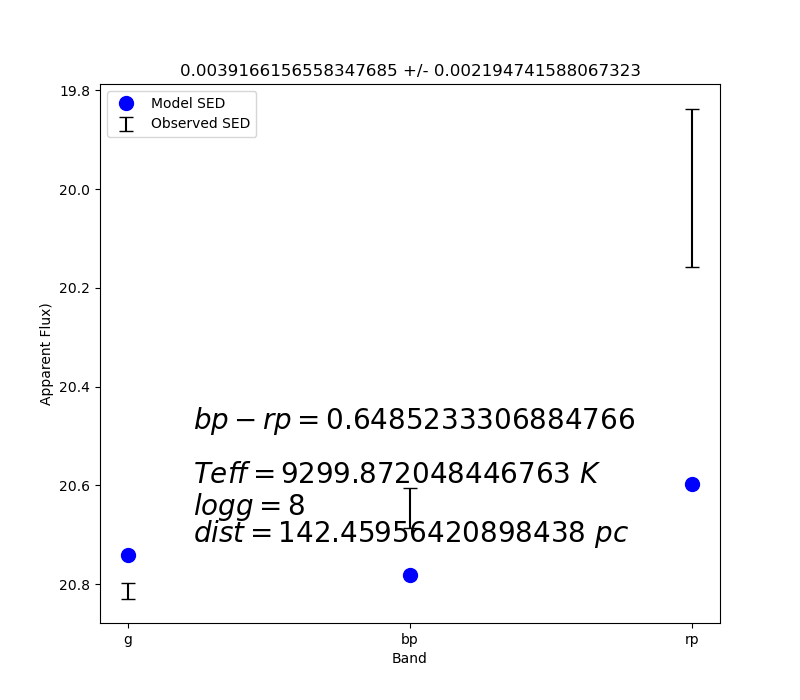 0.0039166156558347685 +/- 0.002194741588067323
Model SED
Observed SED
19.8
20.0
20.2
20.4
20.6
20.8
Apparent Flux)
bp − rp = 0.6485233306884766
Teff = 9299.872048446763 K
logg = 8
dist = 142.45956420898438 pc
g
bp
rp
Band